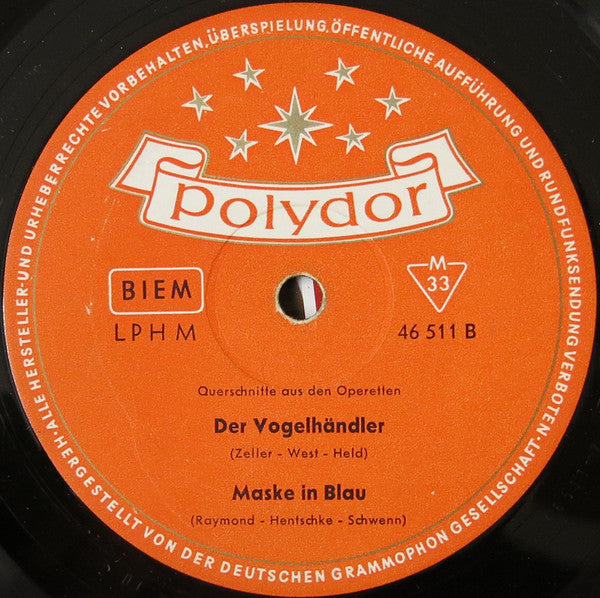 ALLE HERSTELLER- UND URHEBERRECHTE VORBEHALTEN, ÜBERSPIELUNG, ÖFFENTLICHE AUFFÜHRUNG UND RUNDFUNKSENDUNG VERBOTEN·
polydor
BIEM
M
33
LPHM
46 511 B
Querschnitte aus den Operetten
Der Vogelhändler
(Zeller - West - Held)
Maske in Blau
(Raymond - Hentschke - Schwenn)
·HERGESTELLT VON DER DEUTSCHEN GRAMMOPHON GESELLSCHAFT·